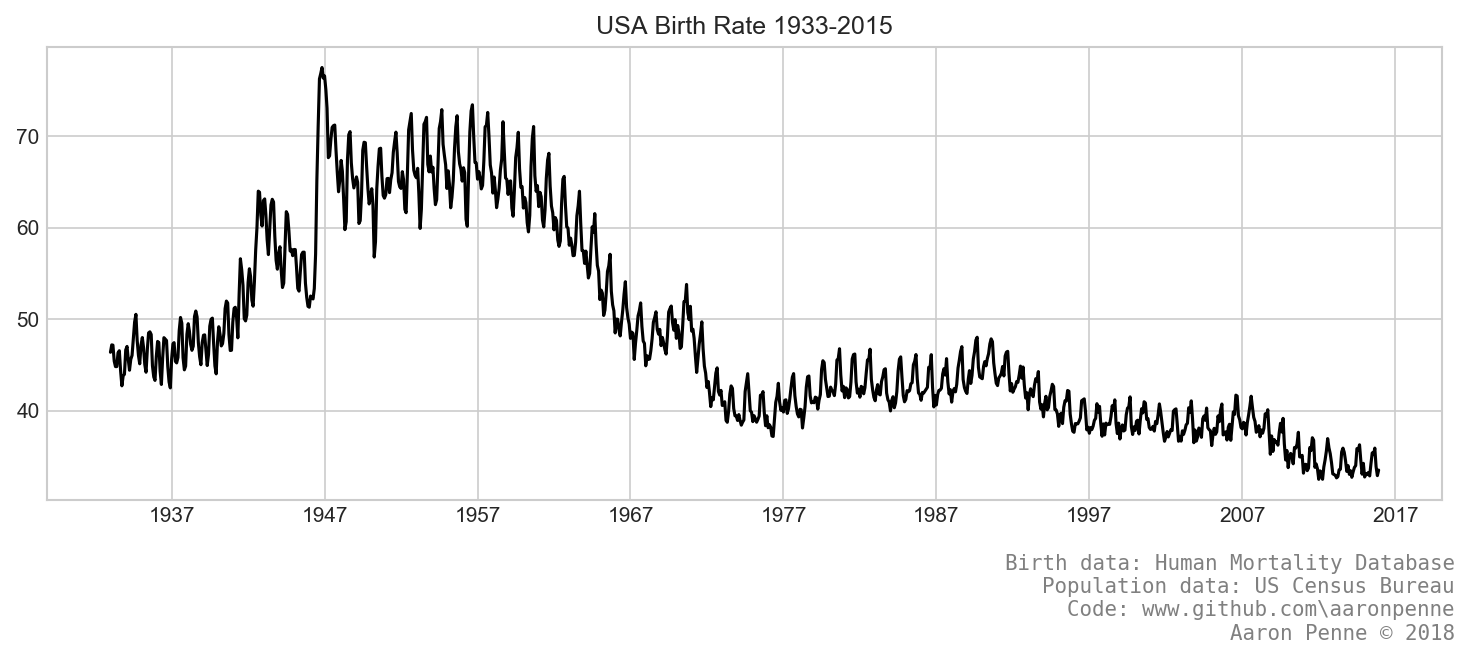 USA Birth Rate 1933-2015
70
60
50
40
1937 1947 1957 1967 1977 1987 1997 2007 2017
Birth data: Human Mortality Database
Population data: US Census Bureau
Code: www.github.com\aaronpenne
Aaron Penne © 2018